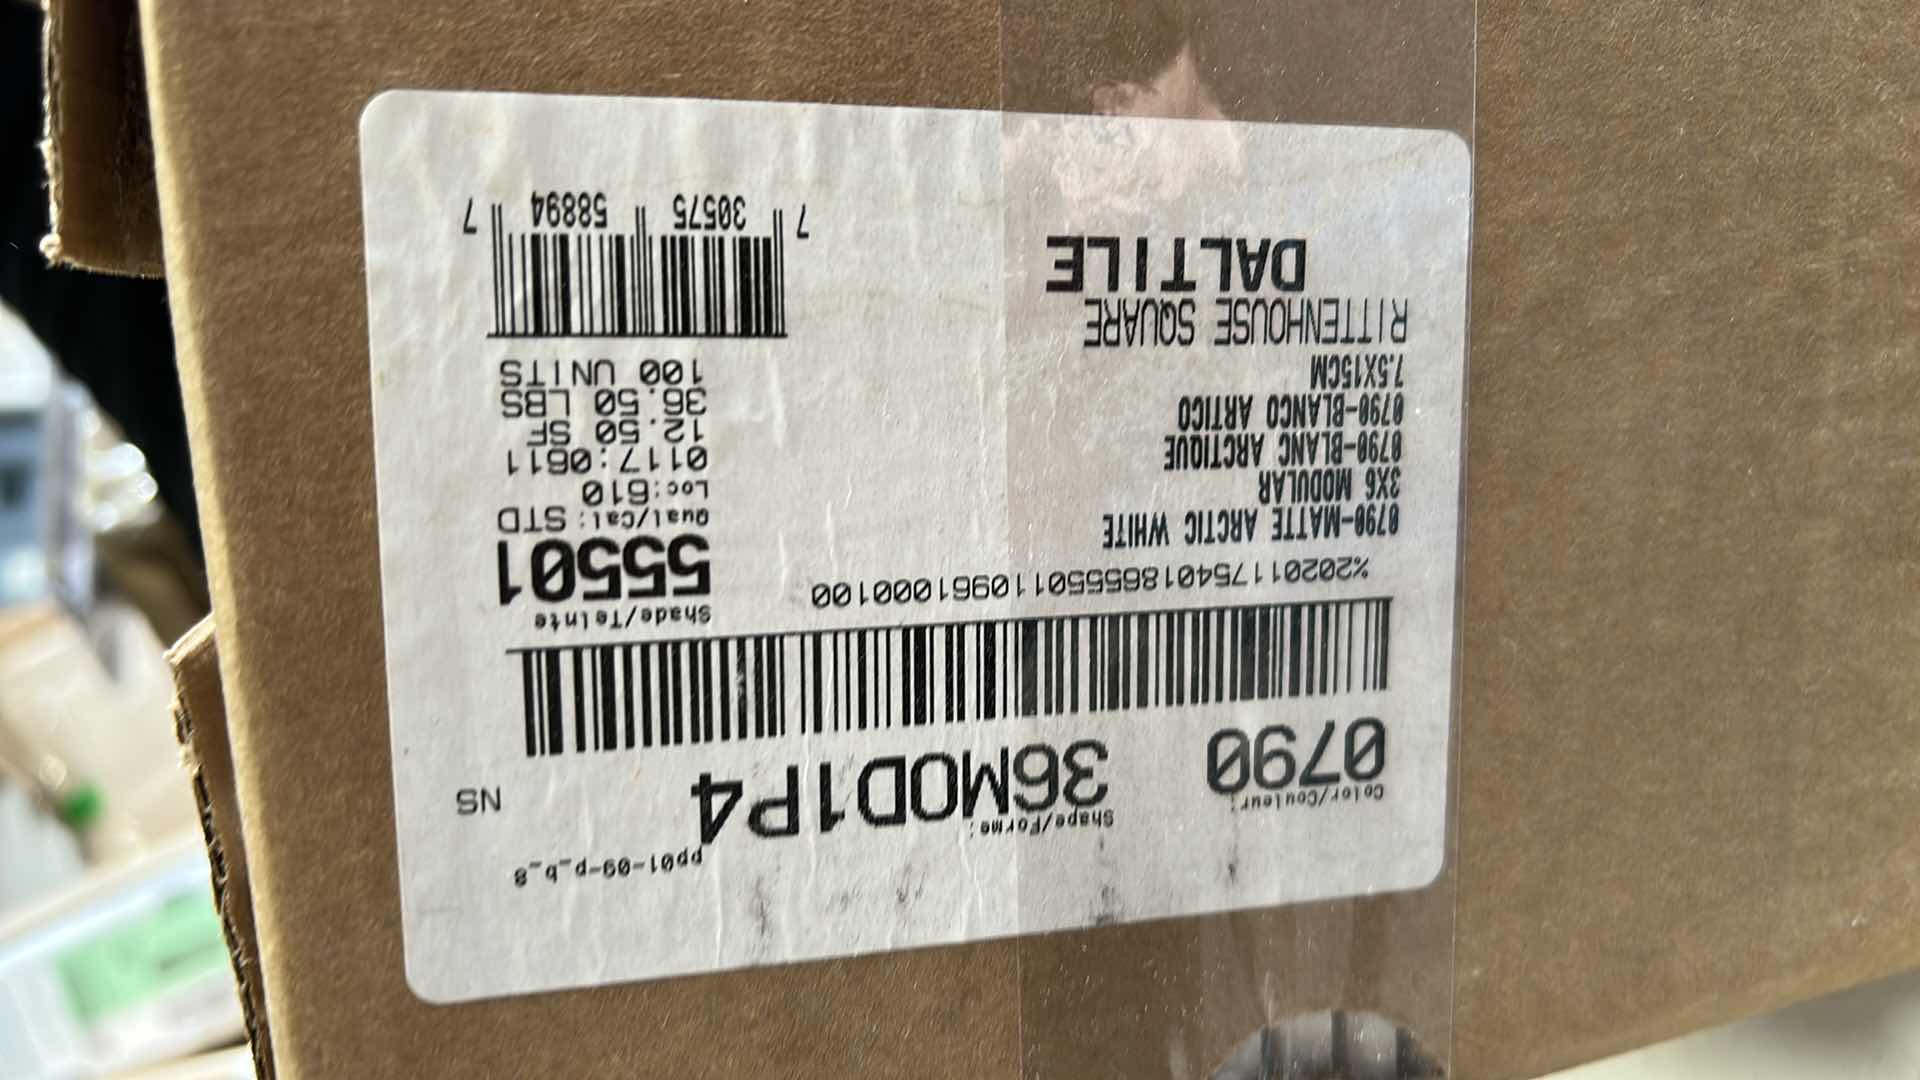 pp01-09-p_b_8
Color/Couleur:
0790
Shape/Forme:
36MOD1P4
NS
%20201175401865550110961000100
0790-MATTE ARCTIC WHITE
3X6 MODULAR
0790-BLANC ARCTIQUE
0790-BLANCO ARTICO
7.5X15CM
RITTENHOUSE SQUARE
DALTILE
Shade/Teinte
55501
Qual/Cal: STD
Loc:610
0117:0611
12.50 SF
36.50 LBS
100 UNITS
7 30575 58894 7